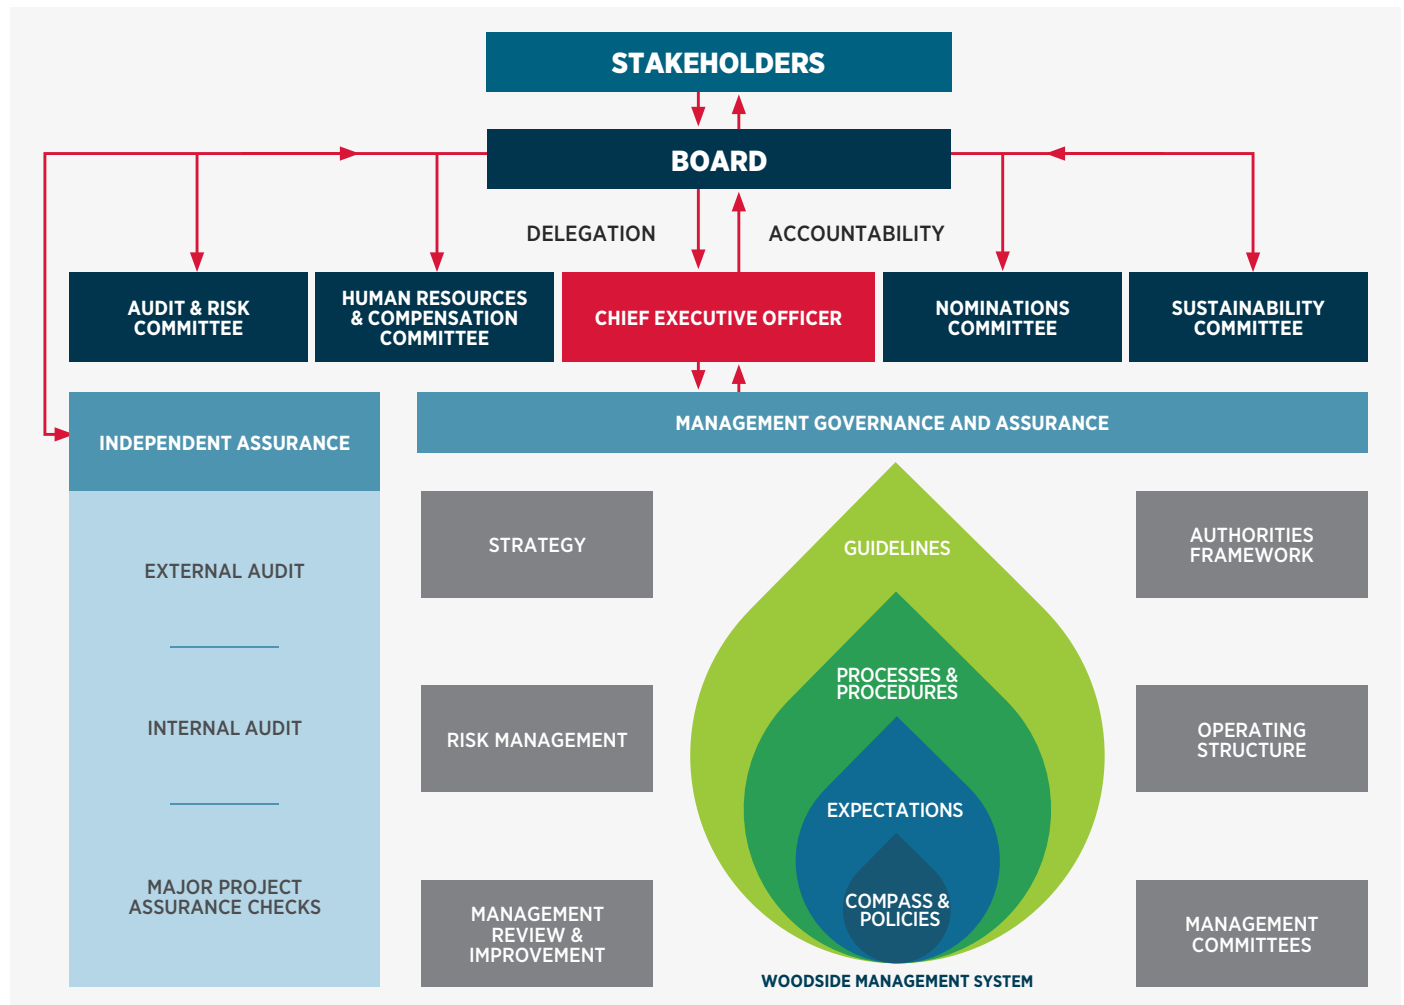 STAKEHOLDERS
BOARD
DELEGATION
ACCOUNTABILITY
AUDIT & RISK
COMMITTEE
HUMAN RESOURCES
& COMPENSATION
COMMITTEE
CHIEF EXECUTIVE OFFICER
NOMINATIONS
COMMITTEE
SUSTAINABILITY
COMMITTEE
INDEPENDENT ASSURANCE
EXTERNAL AUDIT
INTERNAL AUDIT
MAJOR PROJECT
ASSURANCE CHECKS
MANAGEMENT GOVERNANCE AND ASSURANCE
STRATEGY
RISK MANAGEMENT
MANAGEMENT
REVIEW &
IMPROVEMENT
GUIDELINES
PROCESSES &
PROCEDURES
EXPECTATIONS
COMPASS &
POLICIES
WOODSIDE MANAGEMENT SYSTEM
AUTHORITIES
FRAMEWORK
OPERATING
STRUCTURE
MANAGEMENT
COMMITTEES